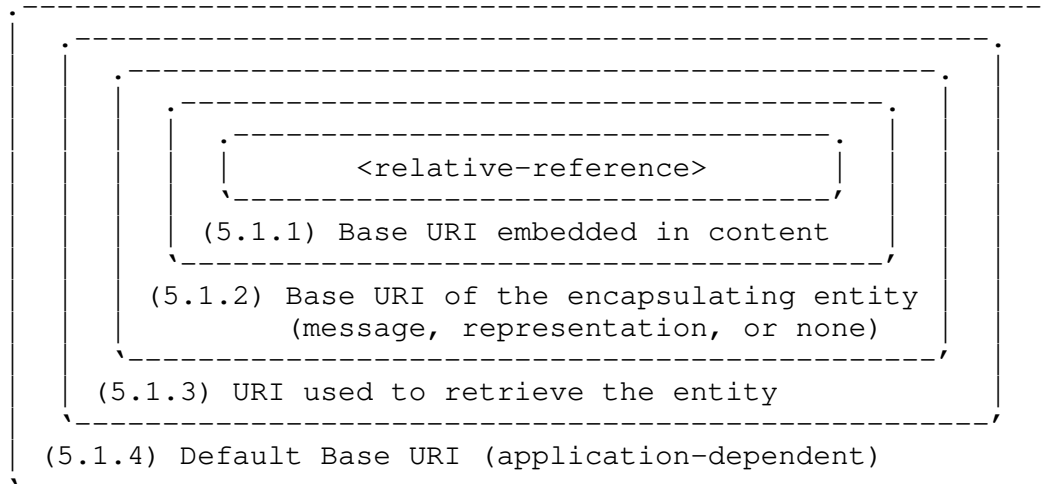 <relative-reference>
(5.1.1) Base URI embedded in content
(5.1.2) Base URI of the encapsulating entity
(message, representation, or none)
(5.1.3) URI used to retrieve the entity
(5.1.4) Default Base URI (application-dependent)